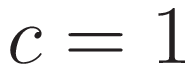 c = 1